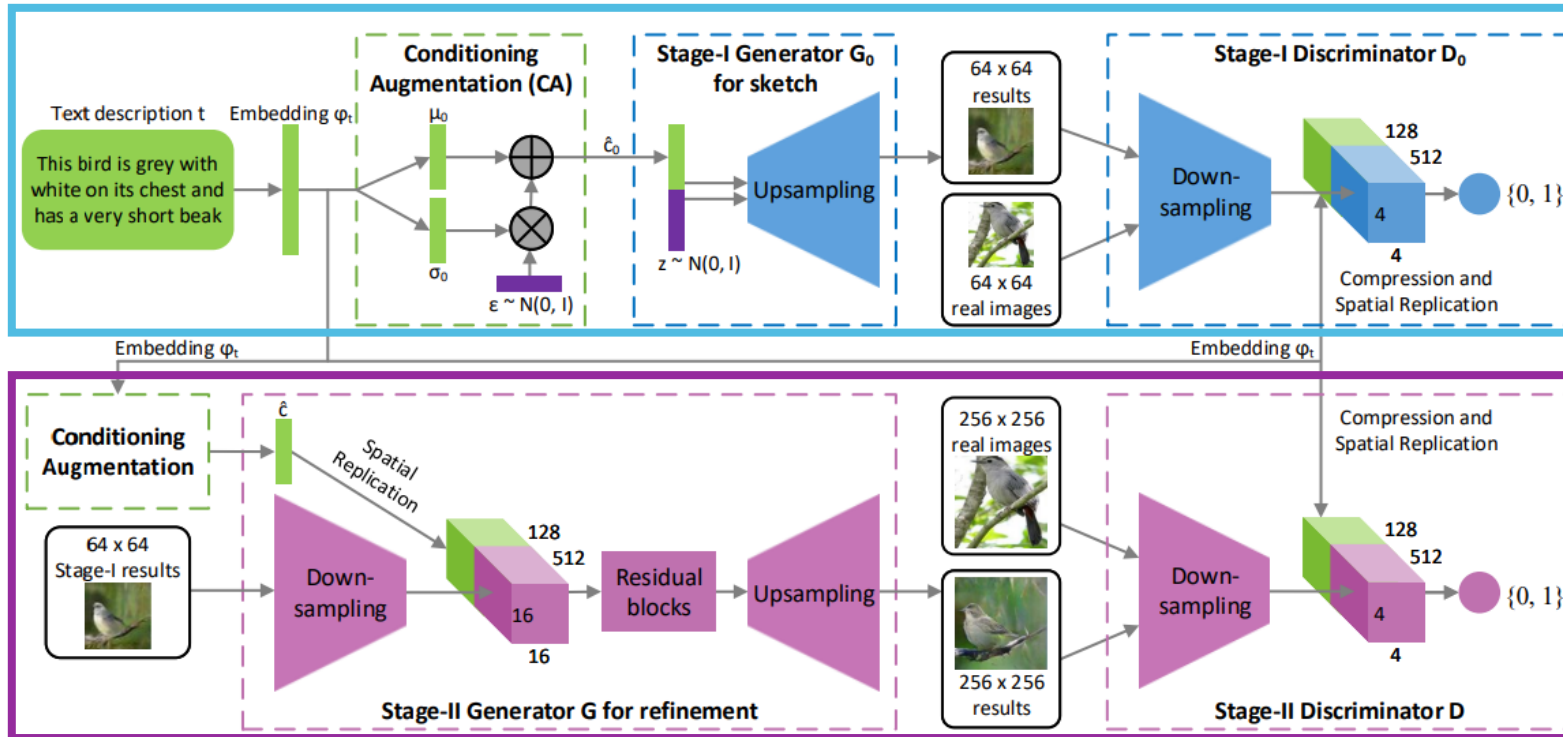 Conditioning
Augmentation (CA)
Stage-I Generator G₀
for sketch
Stage-I Discriminator D₀
Text description t
Embedding φₜ
This bird is grey with
white on its chest and
has a very short beak
μ₀
σ₀
ε ~ N(0, I)
ĉ₀
z ~ N(0, I)
Upsampling
64 x 64
results
64 x 64
real images
Down-
sampling
128
512
4
4
{0, 1}
Compression and
Spatial Replication
Embedding φₜ
Embedding φₜ
Conditioning
Augmentation
ĉ
Spatial
Replication
64 x 64
Stage-I results
Down-
sampling
128
512
16
16
Residual
blocks
Upsampling
Stage-II Generator G for refinement
256 x 256
real images
256 x 256
results
Compression and
Spatial Replication
Down-
sampling
128
512
4
4
{0, 1}
Stage-II Discriminator D